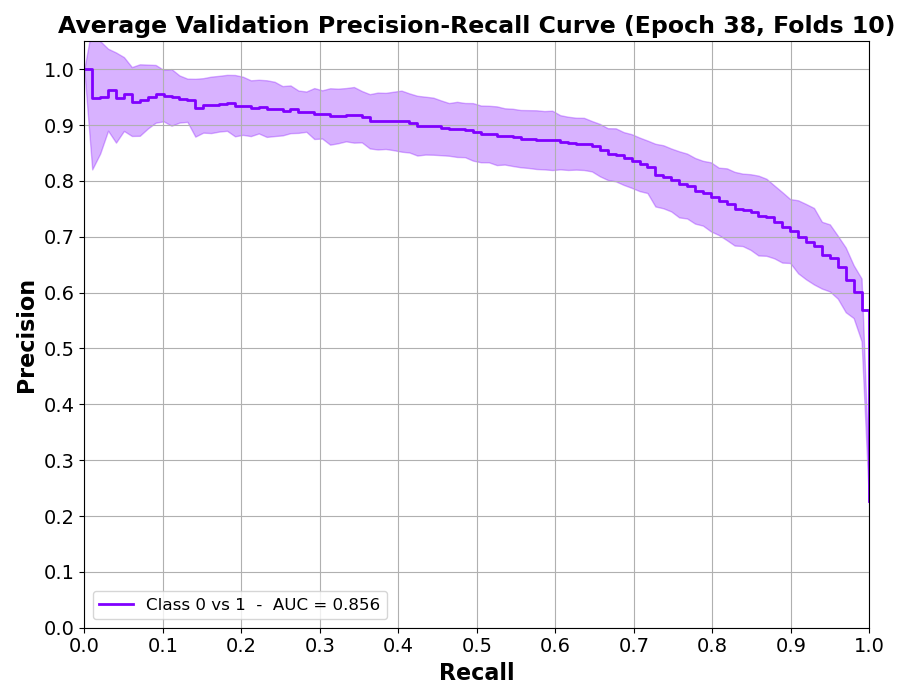 Average Validation Precision-Recall Curve (Epoch 38, Folds 10)
1.0
0.9
0.8
0.7
0.6
0.5
0.4
0.3
0.2
0.1
0.0
Precision
Class 0 vs 1 - AUC = 0.856
0.0 0.1 0.2 0.3 0.4 0.5 0.6 0.7 0.8 0.9 1.0
Recall